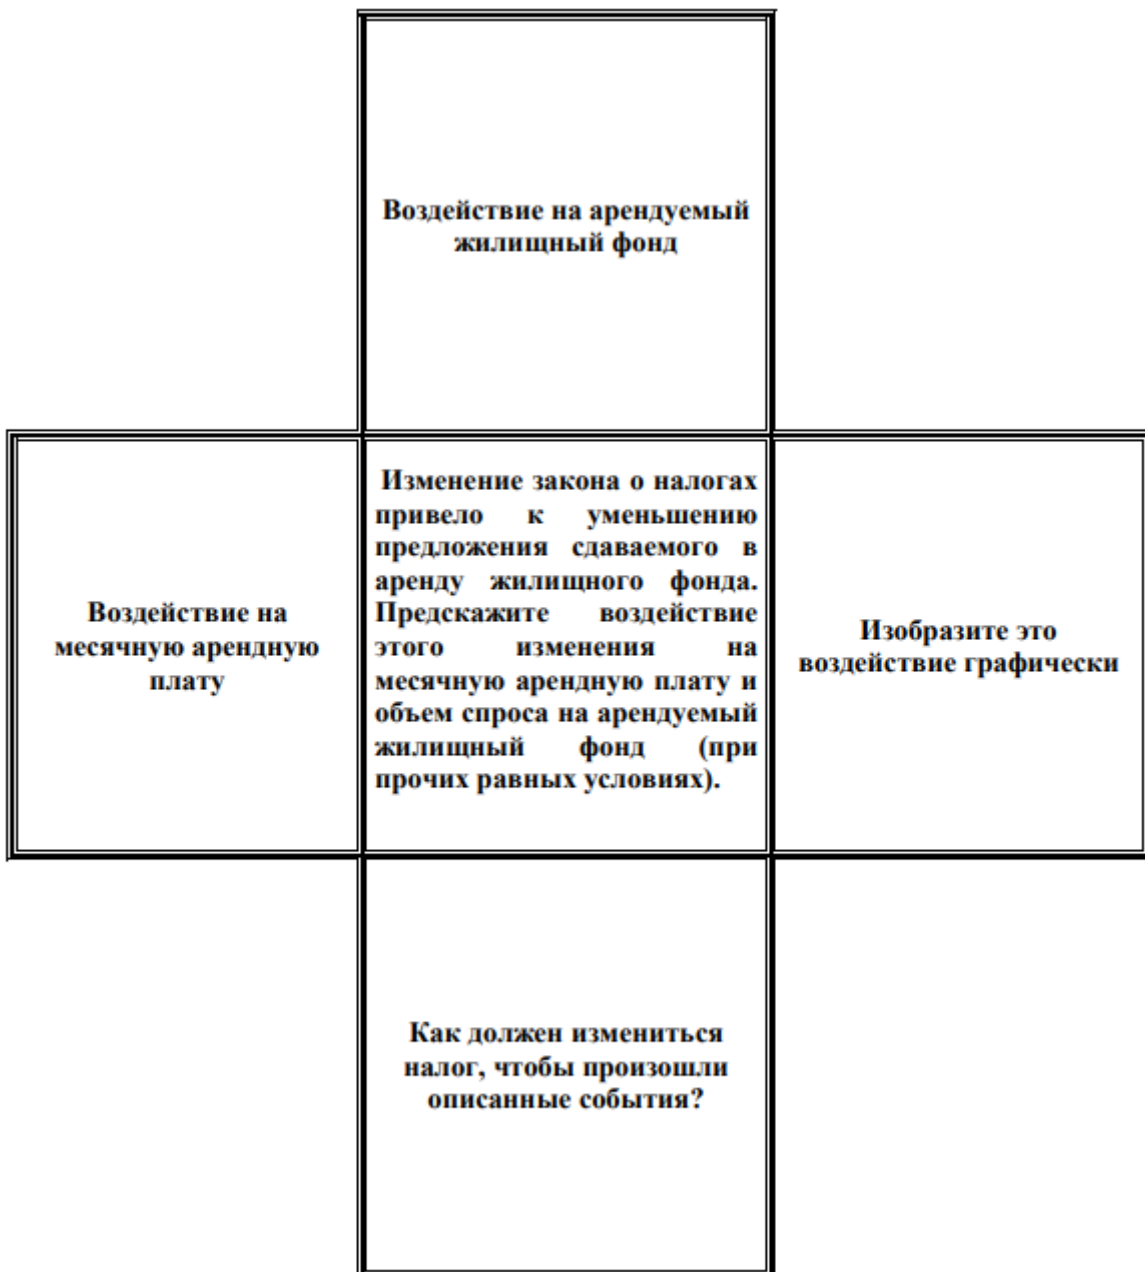 Воздействие на арендуемый
жилищный фонд
Воздействие на
месячную арендную
плату
Изменение закона о налогах
привело к уменьшению
предложения сдаваемого в
аренду жилищного фонда.
Предскажите воздействие
этого изменения на
месячную арендную плату и
объем спроса на арендуемый
жилищный фонд (при
прочих равных условиях).
Изобразите это
воздействие графически
Как должен измениться
налог, чтобы произошли
описанные события?